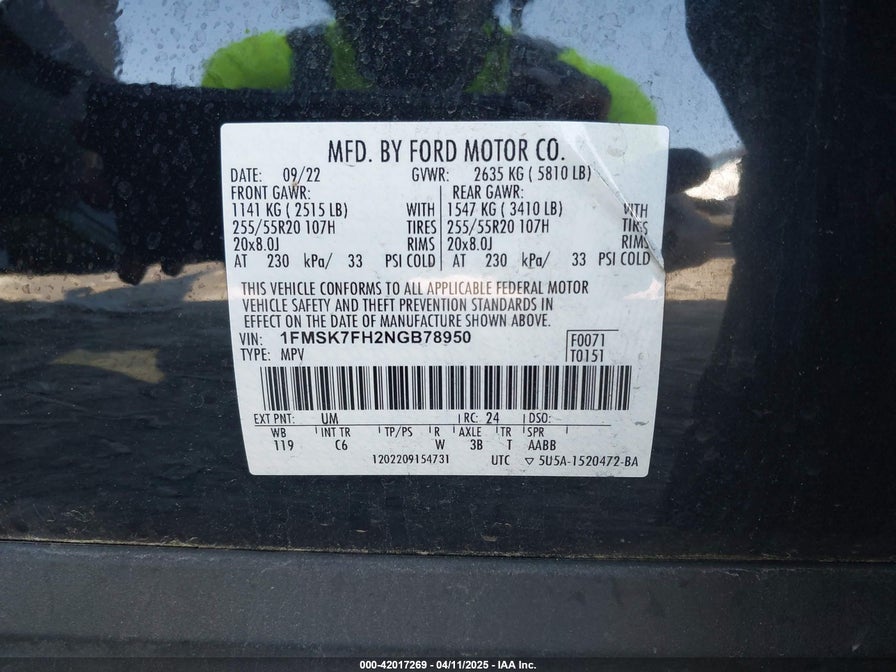 MFD. BY FORD MOTOR CO.
DATE: 09/22 GVWR: 2635 KG ( 5810 LB)
FRONT GAWR: REAR GAWR:
1141 KG ( 2515 LB) WITH 1547 KG ( 3410 LB) WITH
255/55R20 107H TIRES 255/55R20 107H TIRES
20x8.0J RIMS 20x8.0J RIMS
AT 230 kPa/ 33 PSI COLD AT 230 kPa/ 33 PSI COLD
THIS VEHICLE CONFORMS TO ALL APPLICABLE FEDERAL MOTOR
VEHICLE SAFETY AND THEFT PREVENTION STANDARDS IN
EFFECT ON THE DATE OF MANUFACTURE SHOWN ABOVE.
VIN: 1FMSK7FH2NGB78950 F0071
TYPE: MPV T0151
EXT PNT: UM RC: 24 DSO:
WB INT TR TP/PS R AXLE TR SPR
119 C6 W 3B T AABB
1202209154731 UTC ▽ 5U5A-1520472-BA
000-42017269 - 04/11/2025 - IAA Inc.